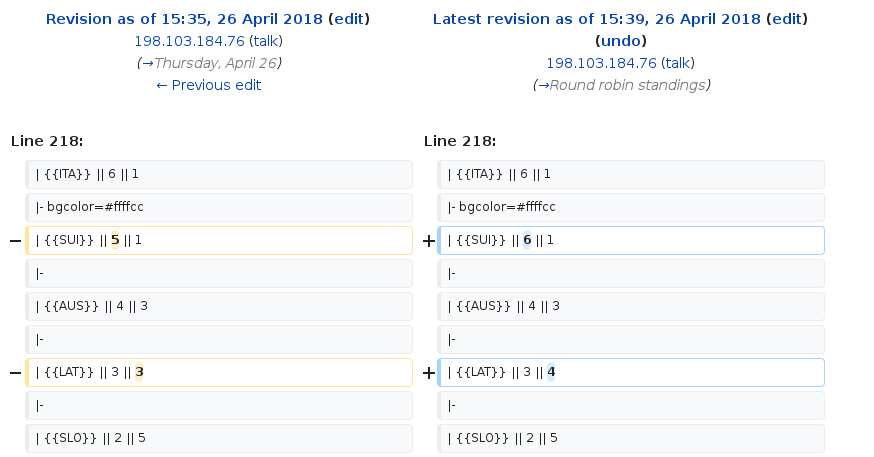 Revision as of 15:35, 26 April 2018 (edit)
198.103.184.76 (talk)
(→Thursday, April 26)
← Previous edit
Latest revision as of 15:39, 26 April 2018 (edit)
(undo)
198.103.184.76 (talk)
(→Round robin standings)
Line 218:
Line 218:
| {{ITA}} || 6 || 1
| {{ITA}} || 6 || 1
|- bgcolor=#ffffcc
|- bgcolor=#ffffcc
− | {{SUI}} || 5 || 1
+ | {{SUI}} || 6 || 1
|-
|-
| {{AUS}} || 4 || 3
| {{AUS}} || 4 || 3
|-
|-
− | {{LAT}} || 3 || 3
+ | {{LAT}} || 3 || 4
|-
|-
| {{SLO}} || 2 || 5
| {{SLO}} || 2 || 5